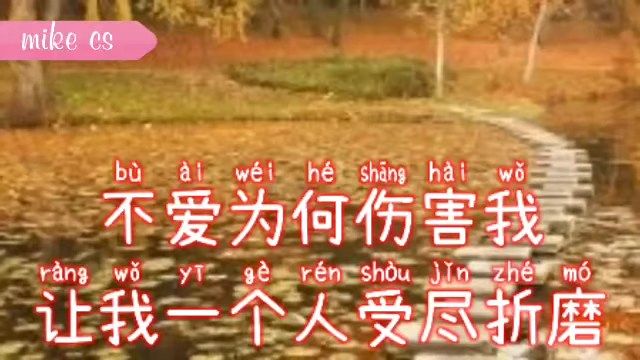 mike cs
bù ài wéi hé shāng hài wǒ
不爱为何伤害我
ràng wǒ yī gè rén shòu jǐn zhé mó
让我一个人受尽折磨